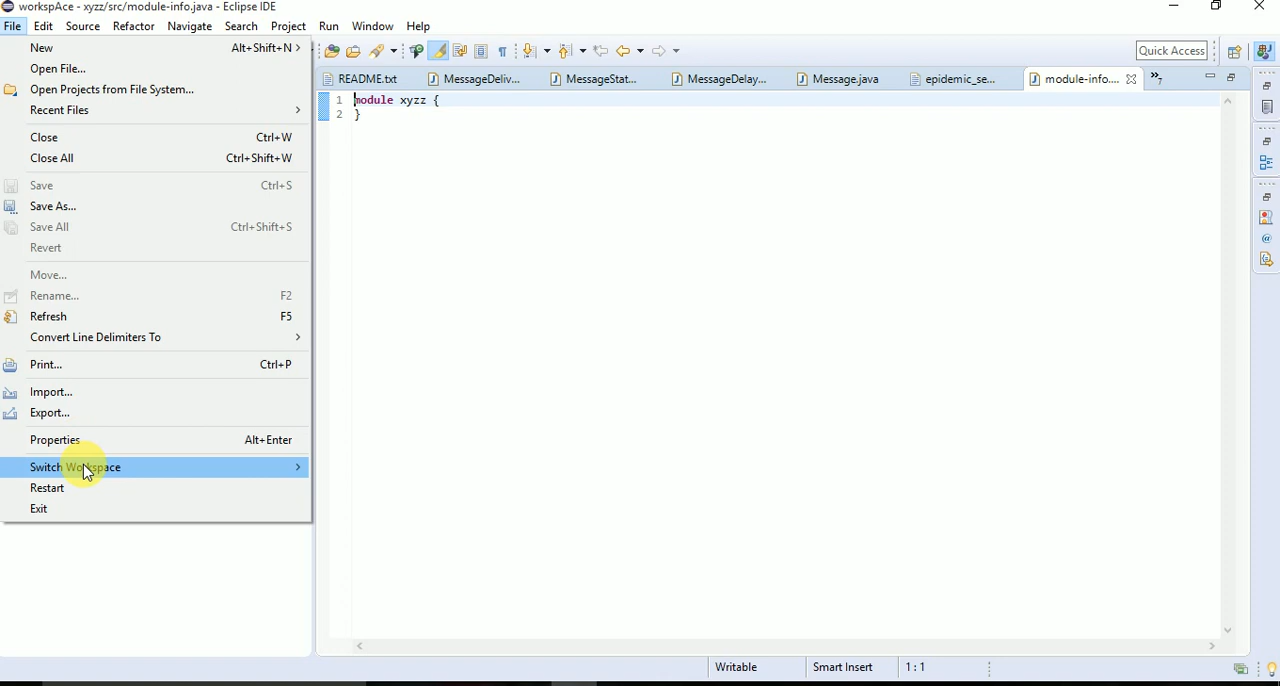 workspAce - xyzz/src/module-info.java - Eclipse IDE
File Edit Source Refactor Navigate Search Project Run Window Help
New Alt+Shift+N
Open File...
Open Projects from File System...
Recent Files
Close Ctrl+W
Close All Ctrl+Shift+W
Save Ctrl+S
Save As...
Save All Ctrl+Shift+S
Revert
Move...
Rename... F2
Refresh F5
Convert Line Delimiters To
Print... Ctrl+P
Import...
Export...
Properties Alt+Enter
Switch Workspace
Restart
Exit
Quick Access
README.txt MessageDeliv... MessageStat... MessageDelay... Message.java epidemic_se... module-info.... »7
1 module xyzz {
2 }
Writable Smart Insert 1 : 1